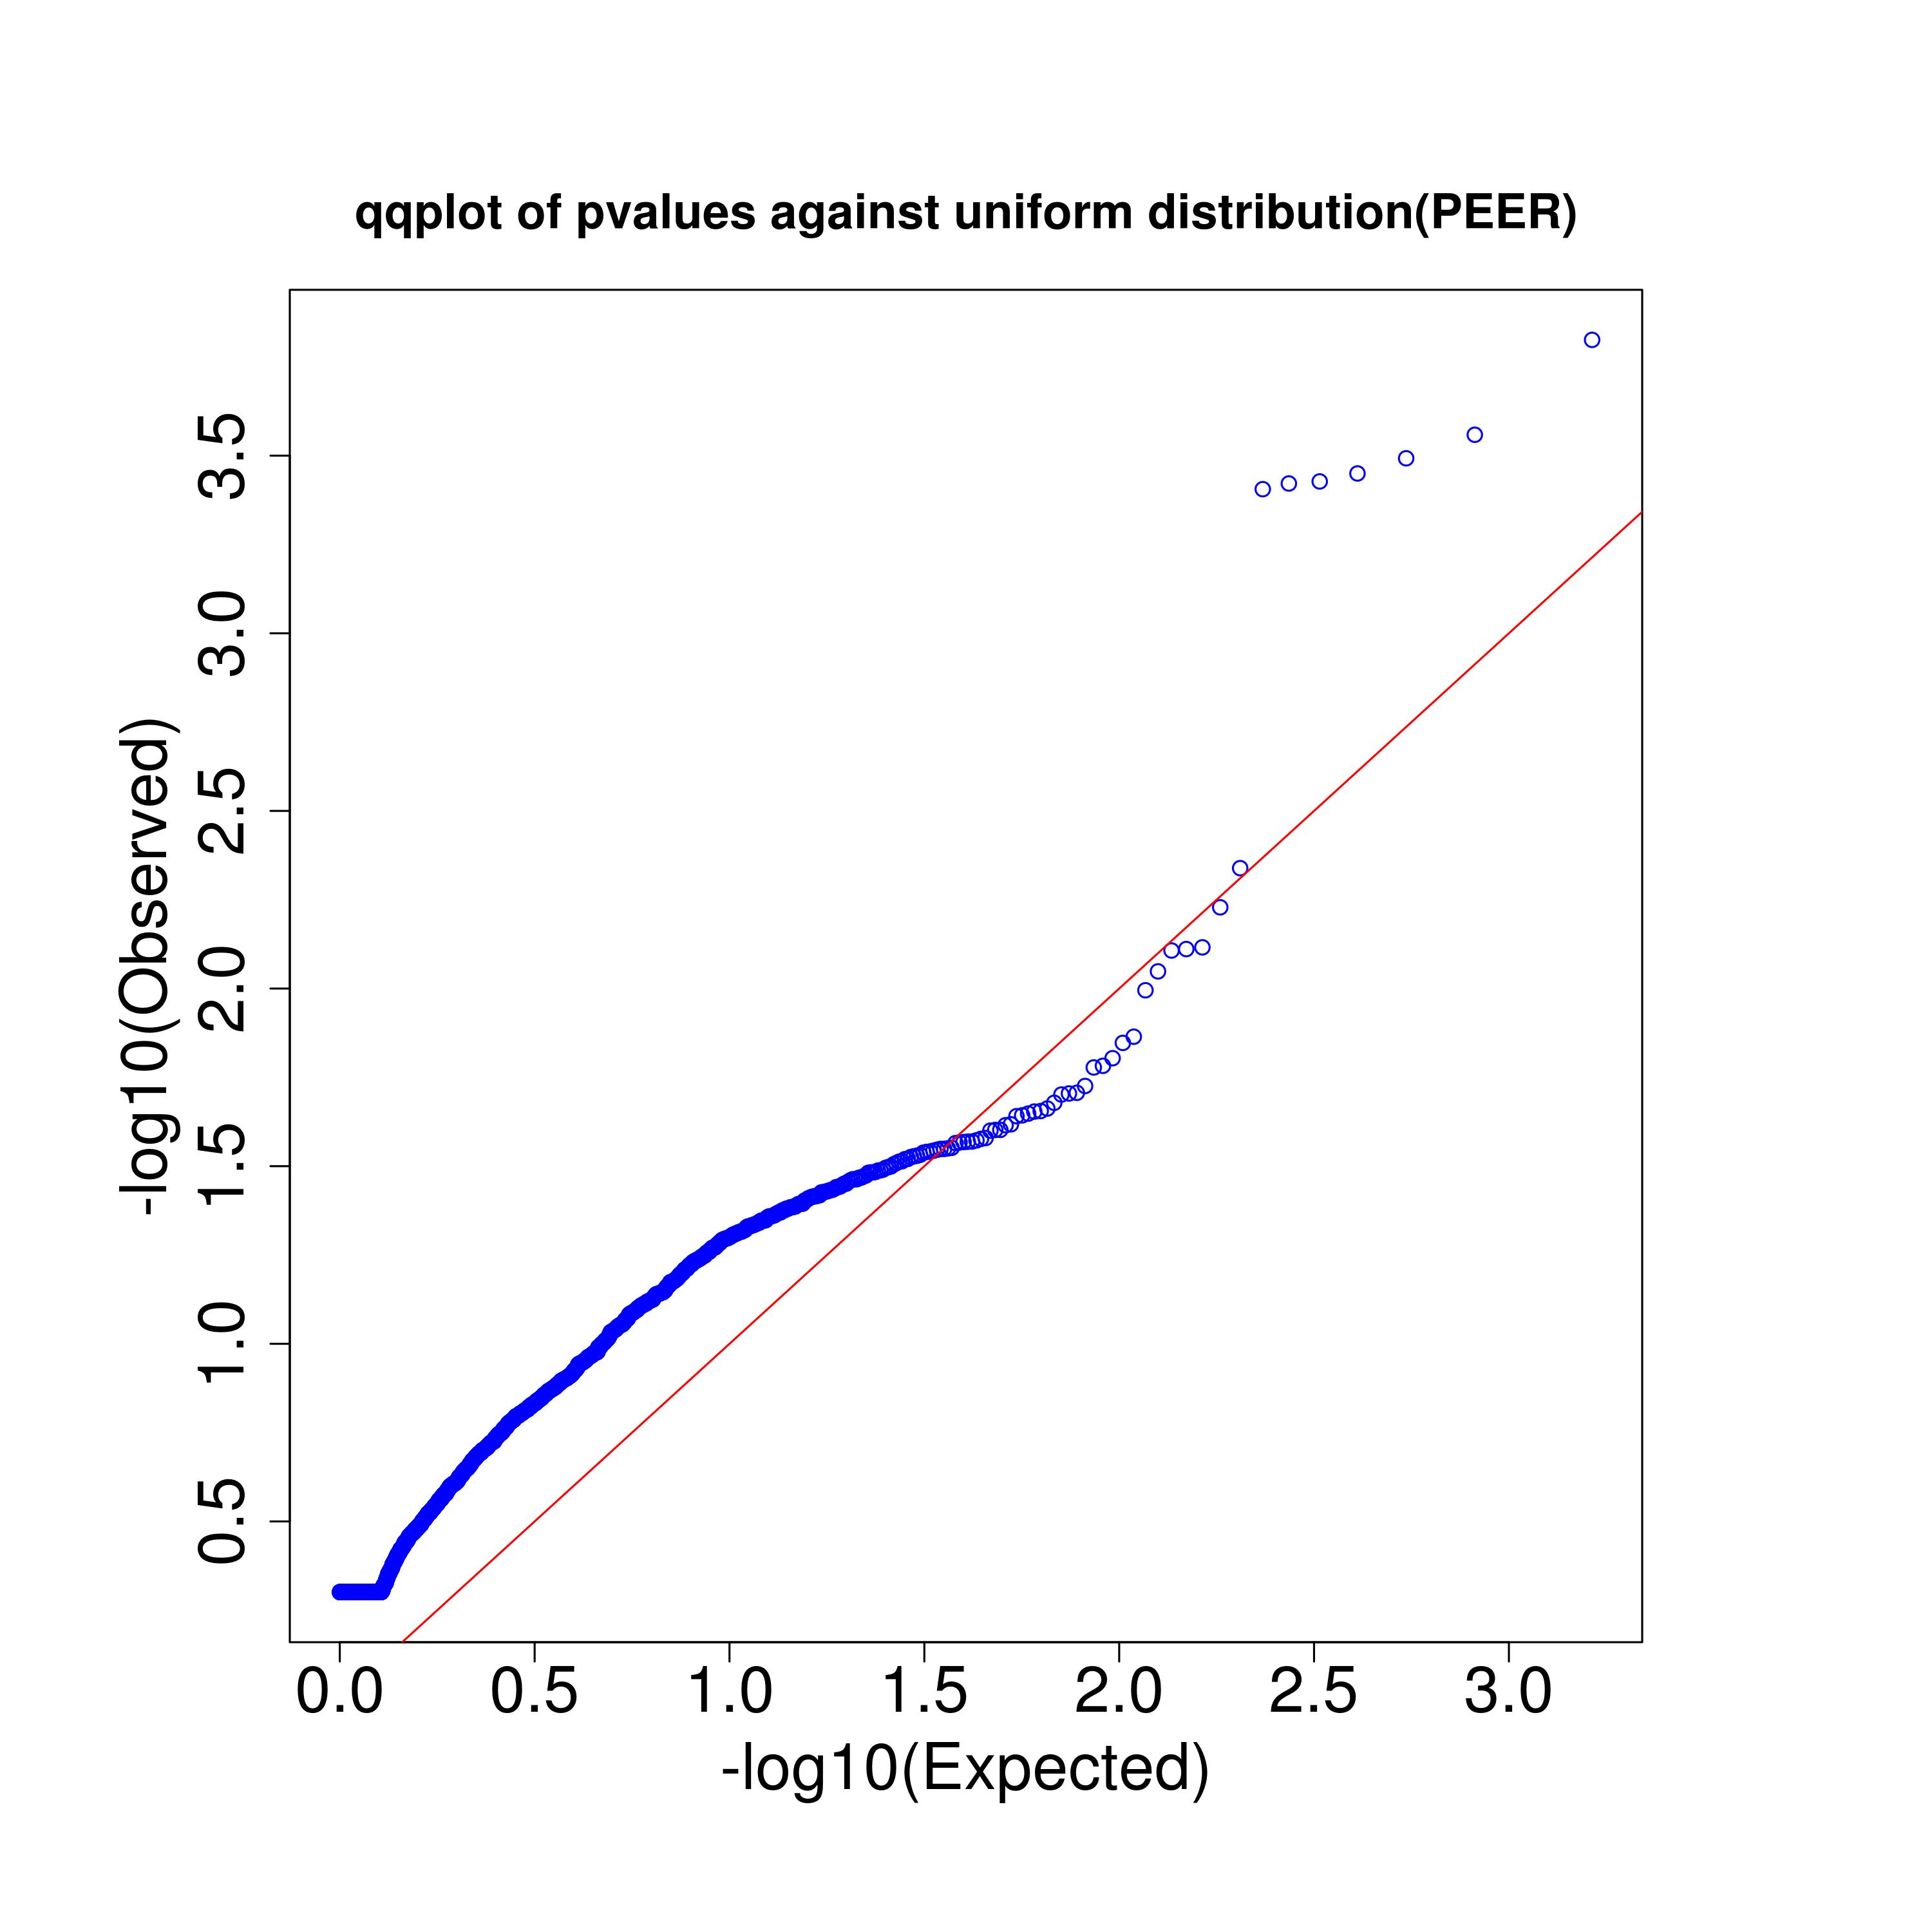 qqplot of pvalues against uniform distribution(PEER)
-log10(Observed)
3.5
3.0
2.5
2.0
1.5
1.0
0.5
0.0 0.5 1.0 1.5 2.0 2.5 3.0
-log10(Expected)